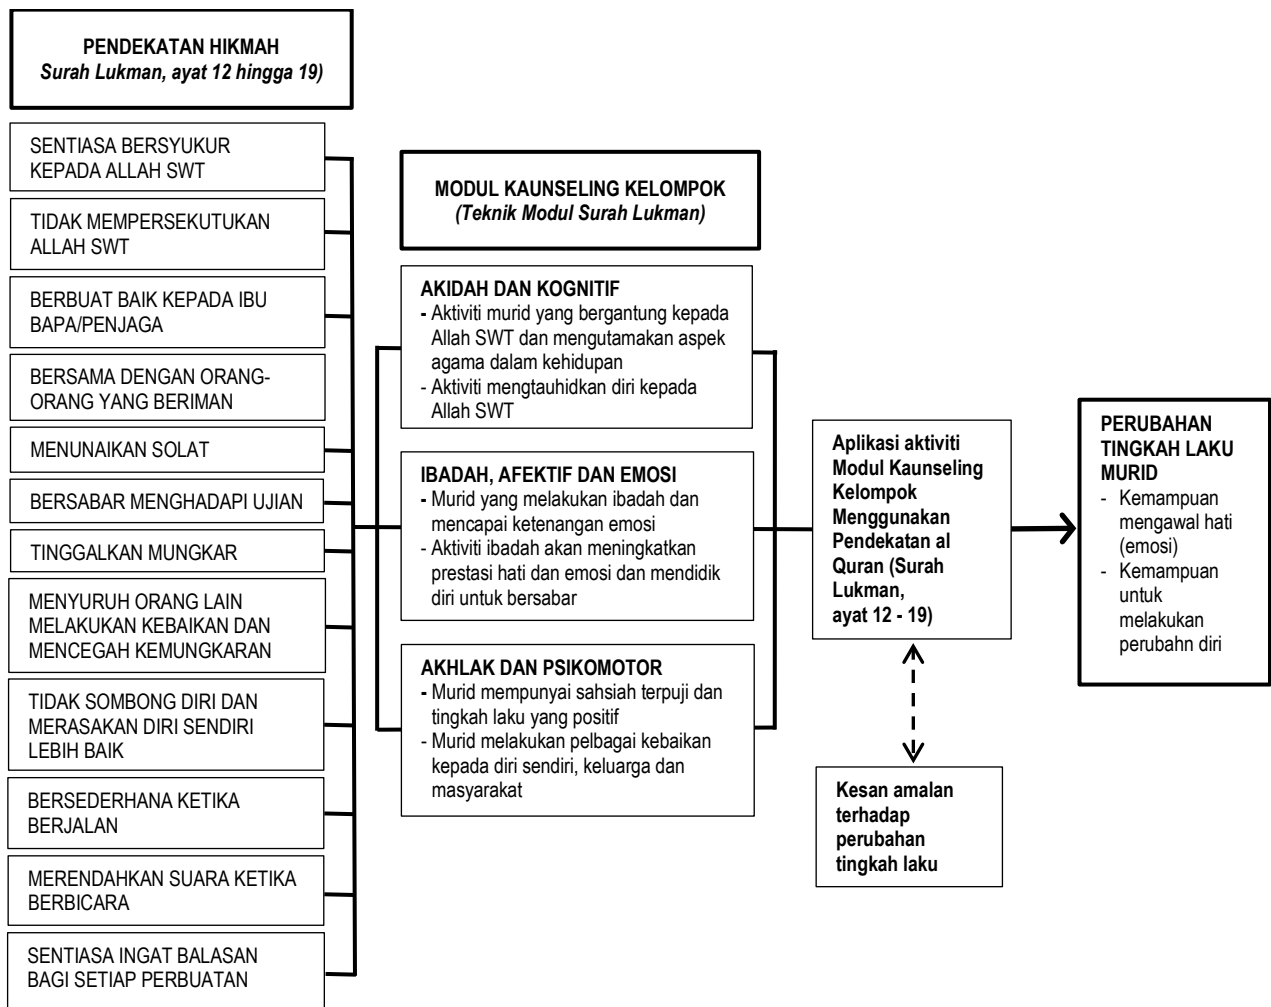 PENDEKATAN HIKMAH
Surah Lukman, ayat 12 hingga 19)
SENTIASA BERSYUKUR
KEPADA ALLAH SWT
TIDAK MEMPERSEKUTUKAN
ALLAH SWT
BERBUAT BAIK KEPADA IBU
BAPA/PENJAGA
BERSAMA DENGAN ORANG-
ORANG YANG BERIMAN
MENUNAIKAN SOLAT
BERSABAR MENGHADAPI UJIAN
TINGGALKAN MUNGKAR
MENYURUH ORANG LAIN
MELAKUKAN KEBAIKAN DAN
MENCEGAH KEMUNGKARAN
TIDAK SOMBONG DIRI DAN
MERASAKAN DIRI SENDIRI
LEBIH BAIK
BERSEDERHANA KETIKA
BERJALAN
MERENDAHKAN SUARA KETIKA
BERBICARA
SENTIASA INGAT BALASAN
BAGI SETIAP PERBUATAN
MODUL KAUNSELING KELOMPOK
(Teknik Modul Surah Lukman)
AKIDAH DAN KOGNITIF
- Aktiviti murid yang bergantung kepada
Allah SWT dan mengutamakan aspek
agama dalam kehidupan
- Aktiviti mengtauhidkan diri kepada
Allah SWT
IBADAH, AFEKTIF DAN EMOSI
- Murid yang melakukan ibadah dan
mencapai ketenangan emosi
- Aktiviti ibadah akan meningkatkan
prestasi hati dan emosi dan mendidik
diri untuk bersabar
AKHLAK DAN PSIKOMOTOR
- Murid mempunyai sahsiah terpuji dan
tingkah laku yang positif
- Murid melakukan pelbagai kebaikan
kepada diri sendiri, keluarga dan
masyarakat
Aplikasi aktiviti
Modul Kaunseling
Kelompok
Menggunakan
Pendekatan al
Quran (Surah
Lukman,
ayat 12 - 19)
Kesan amalan
terhadap
perubahan
tingkah laku
PERUBAHAN
TINGKAH LAKU
MURID
- Kemampuan
mengawal hati
(emosi)
- Kemampuan
untuk
melakukan
perubahn diri